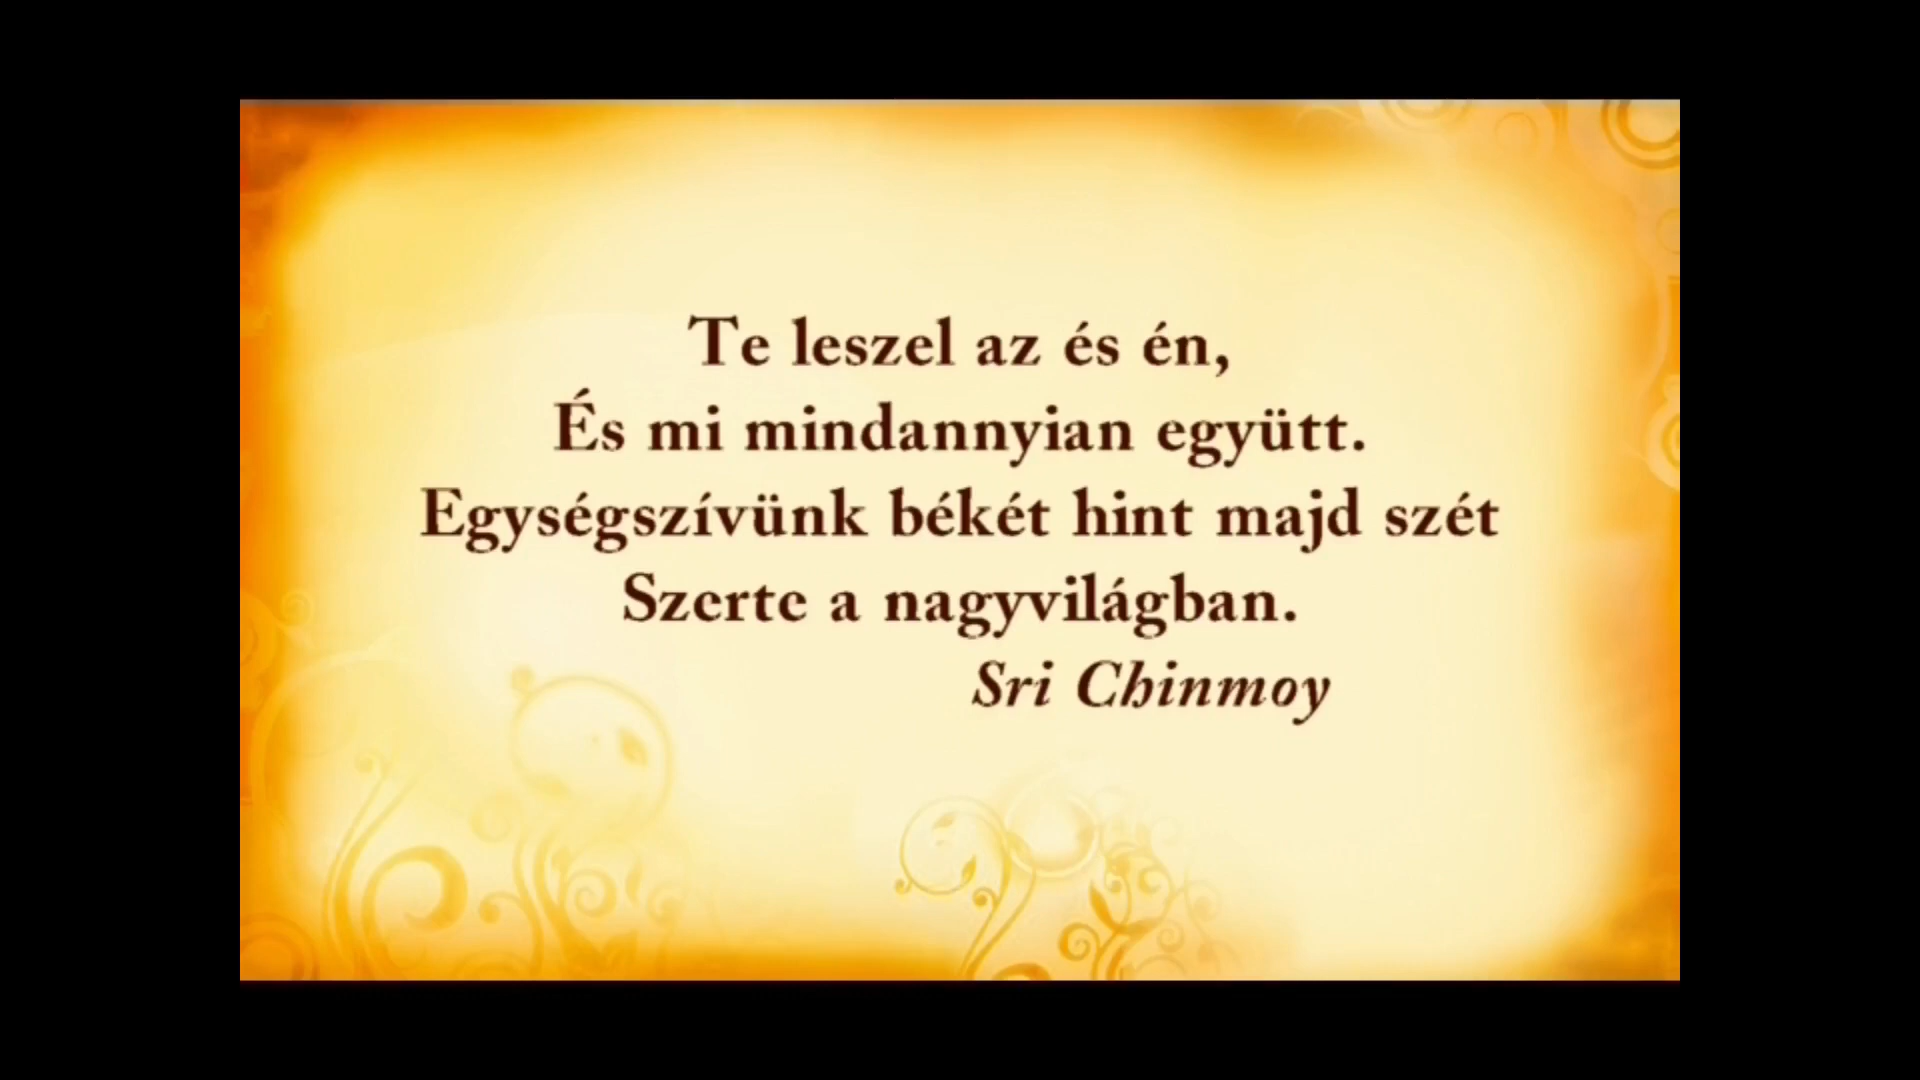 Te leszel az és én,
És mi mindannyian együtt.
Egységszívünk békét hint majd szét
Szerte a nagyvilágban.
Sri Chinmoy